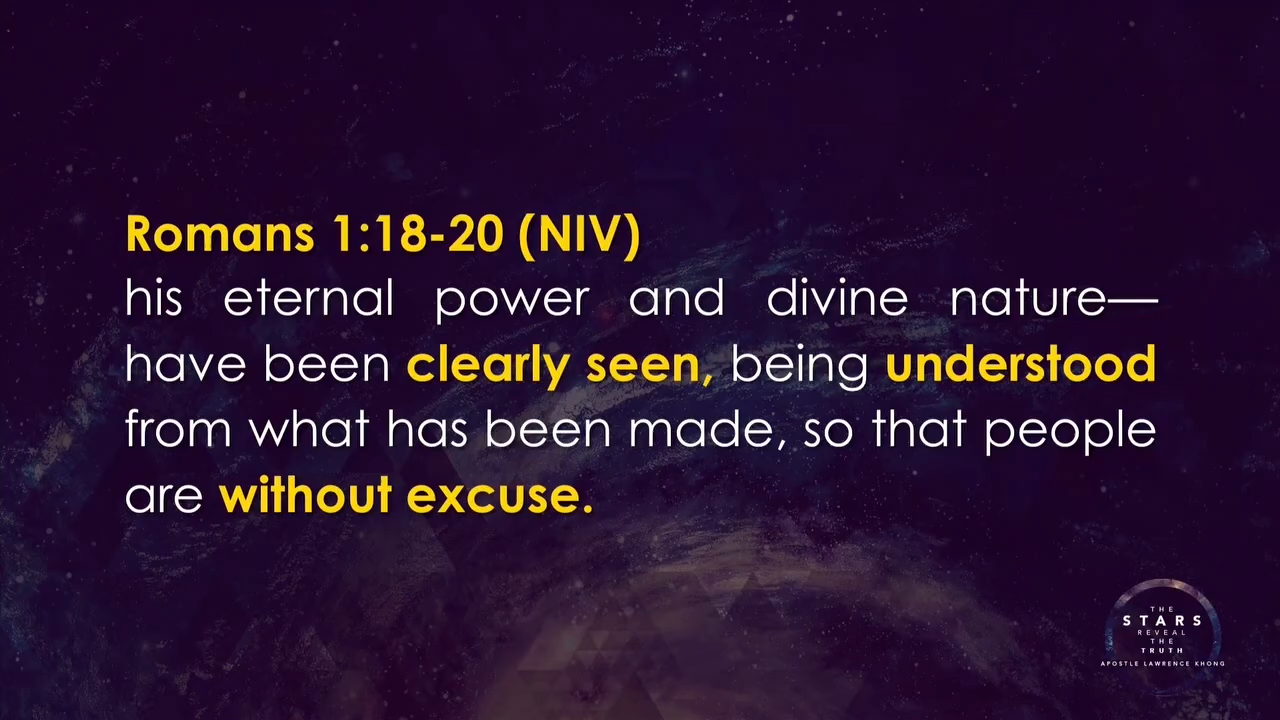 Romans 1:18-20 (NIV)
his eternal power and divine nature—
have been clearly seen, being understood
from what has been made, so that people
are without excuse.
THE
STARS
REVEAL
THE
TRUTH
APOSTLE LAWRENCE KHONG